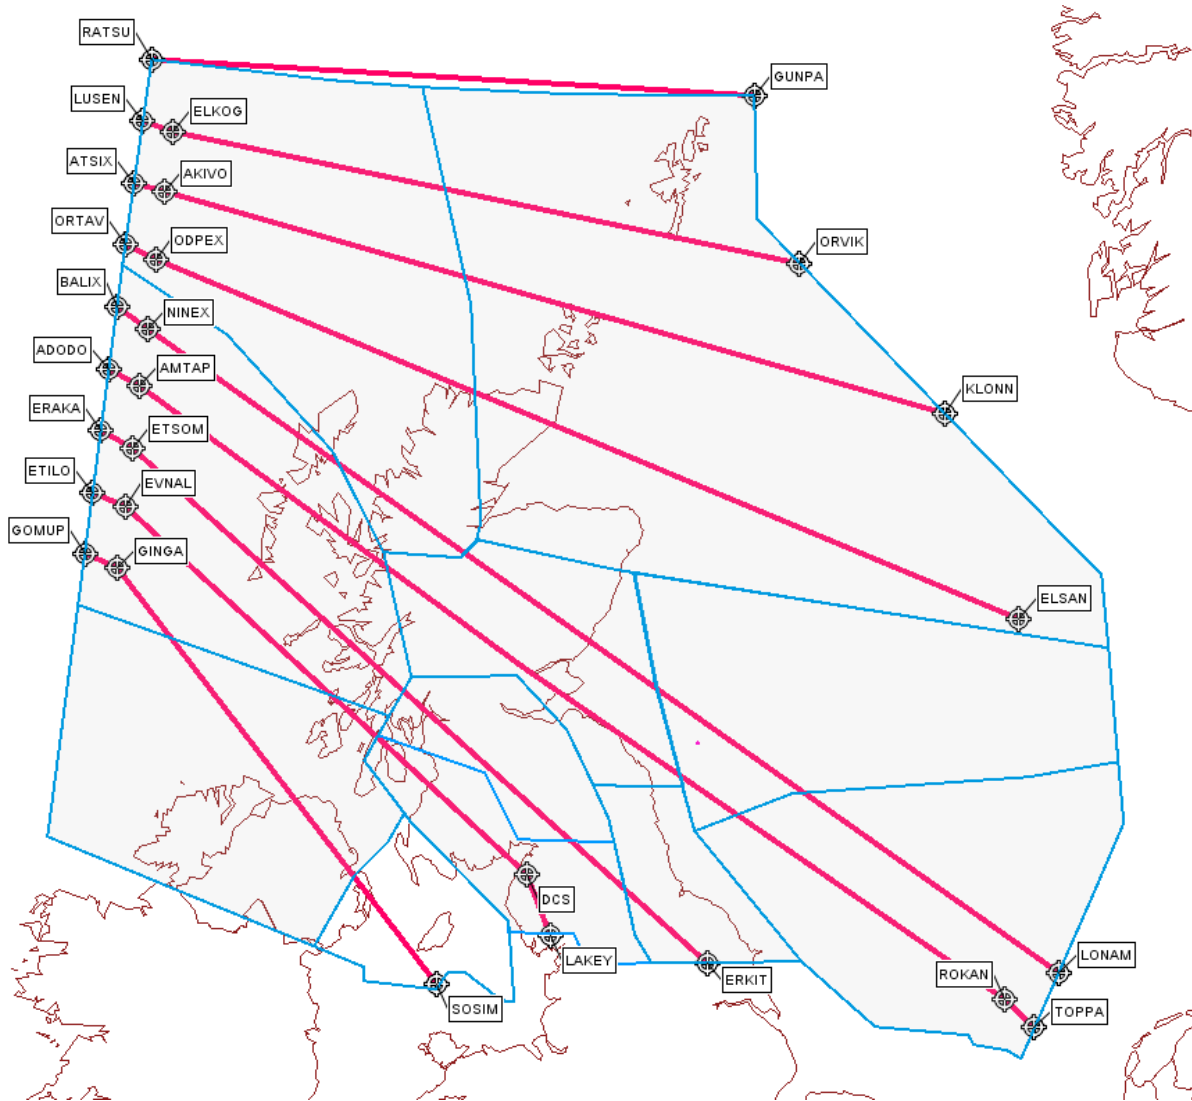 RATSU
GUNPA
LUSEN
ELKOG
ATSIX
AKIVO
ORTAV
ODPEX
ORVIK
BALIX
NINEX
ADODO
AMTAP
KLONN
ERAKA
ETSOM
ETILO
EVNAL
GOMUP
GINGA
ELSAN
DCS
LAKEY
LONAM
ROKAN
ERKIT
SOSIM
TOPPA